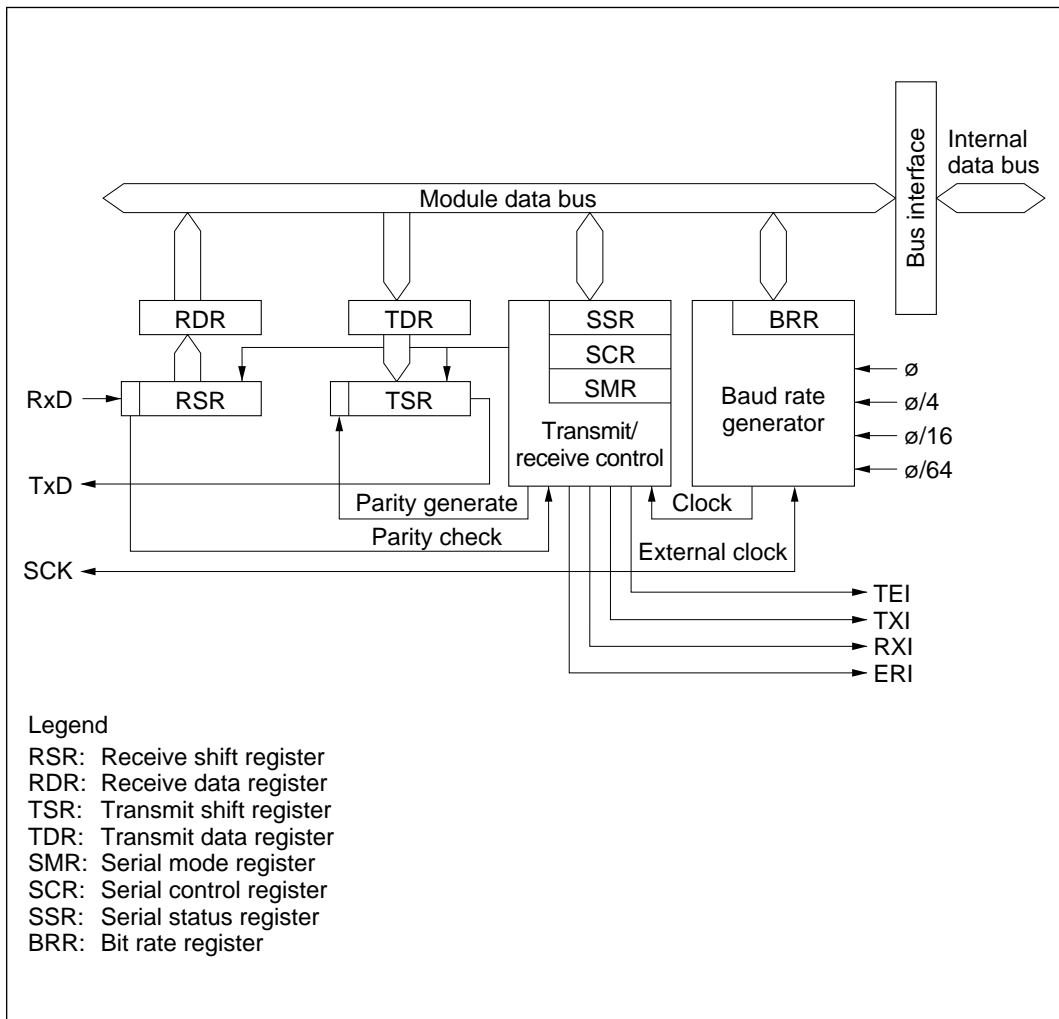 Internal
data bus
Bus interface
Module data bus
RDR
TDR
SSR
BRR
SCR
RxD
RSR
TSR
SMR
Baud rate
generator
ø
ø/4
ø/16
ø/64
Transmit/
receive control
TxD
Parity generate
Clock
Parity check
External clock
SCK
TEI
TXI
RXI
ERI
Legend
RSR: Receive shift register
RDR: Receive data register
TSR: Transmit shift register
TDR: Transmit data register
SMR: Serial mode register
SCR: Serial control register
SSR: Serial status register
BRR: Bit rate register